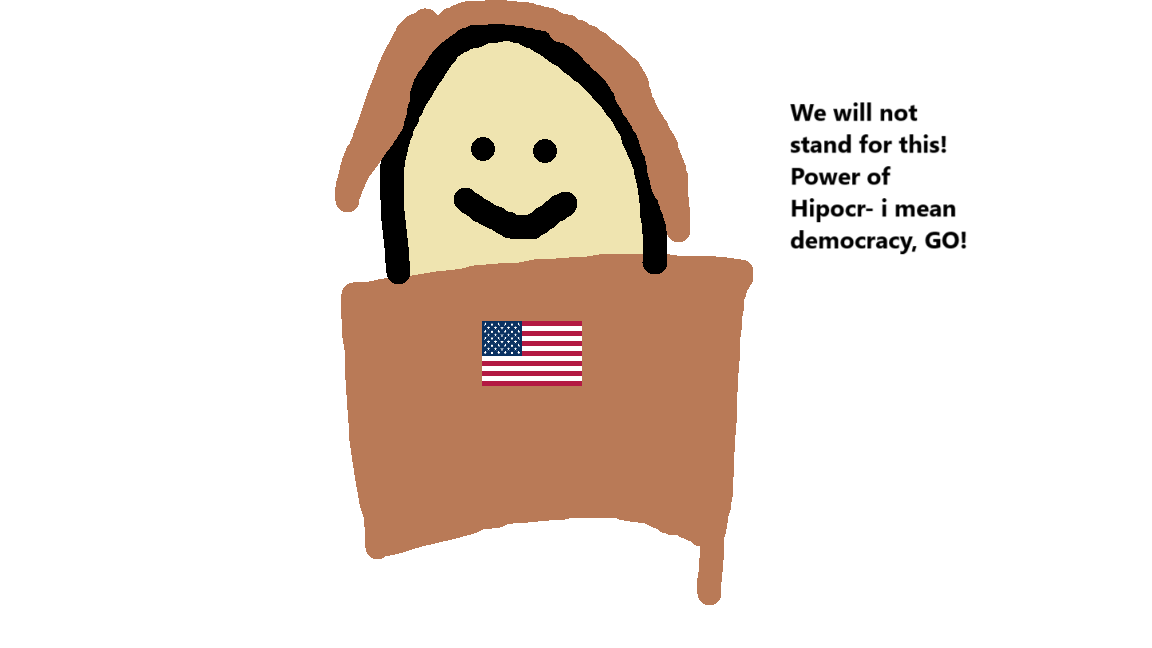 We will not
stand for this!
Power of
Hipocr- i mean
democracy, GO!